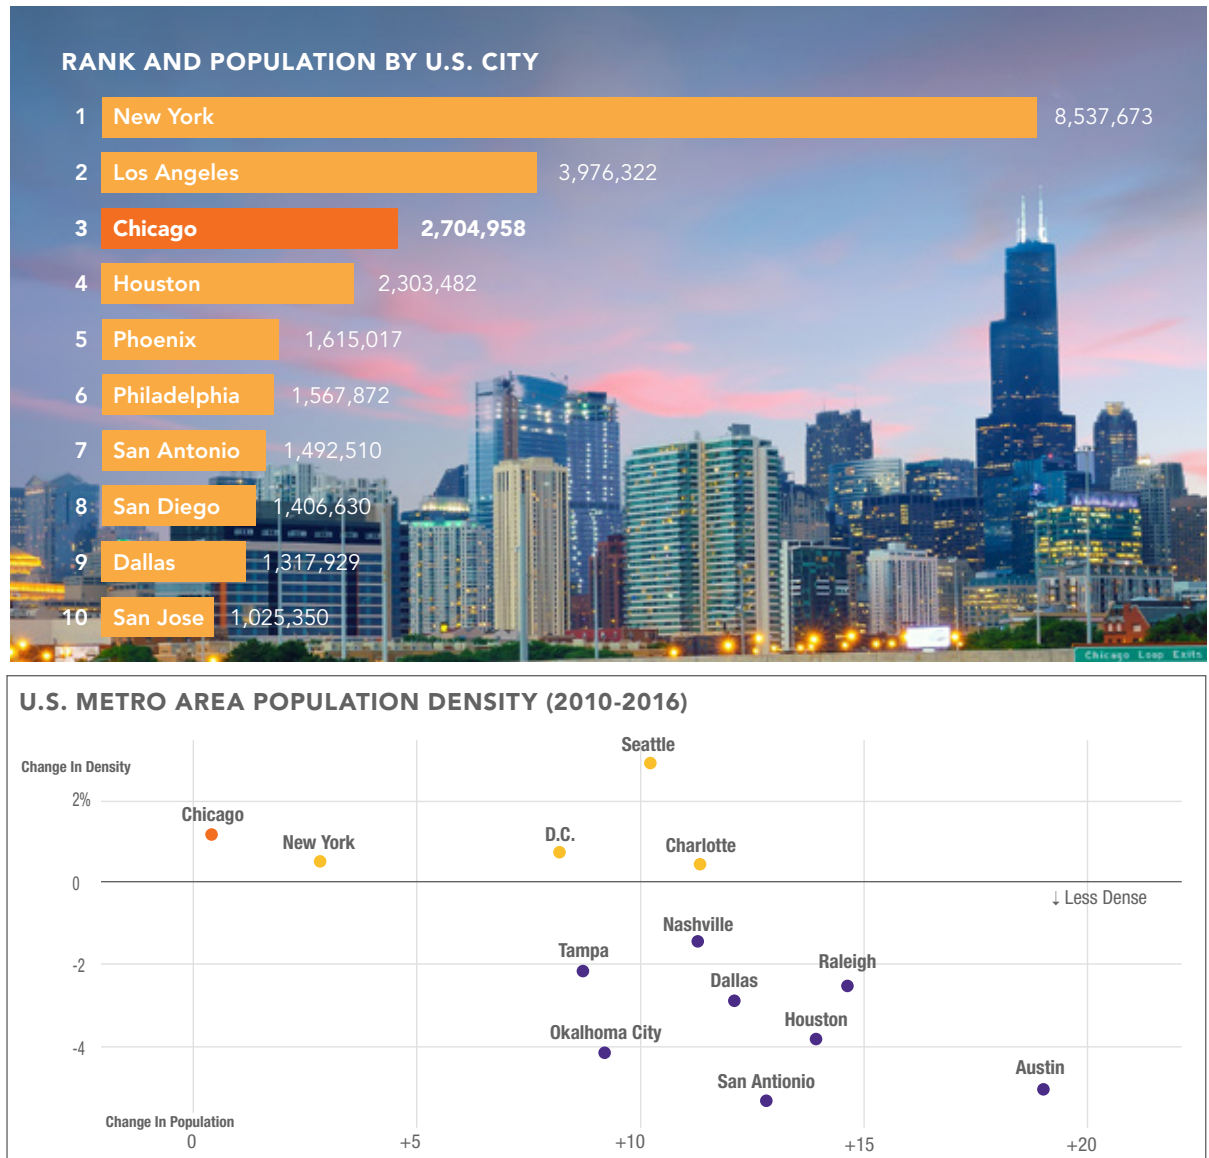 RANK AND POPULATION BY U.S. CITY
1 New York 8,537,673
2 Los Angeles 3,976,322
3 Chicago 2,704,958
4 Houston 2,303,482
5 Phoenix 1,615,017
6 Philadelphia 1,567,872
7 San Antonio 1,492,510
8 San Diego 1,406,630
9 Dallas 1,317,929
10 San Jose 1,025,350
Chicago Loop Exits
U.S. METRO AREA POPULATION DENSITY (2010-2016)
Seattle
Change In Density
2%
Chicago
New York
D.C.
Charlotte
0
↓ Less Dense
Nashville
Tampa
Raleigh
-2
Dallas
Houston
Okalhoma City
-4
Austin
San Antionio
Change In Population
0 +5 +10 +15 +20